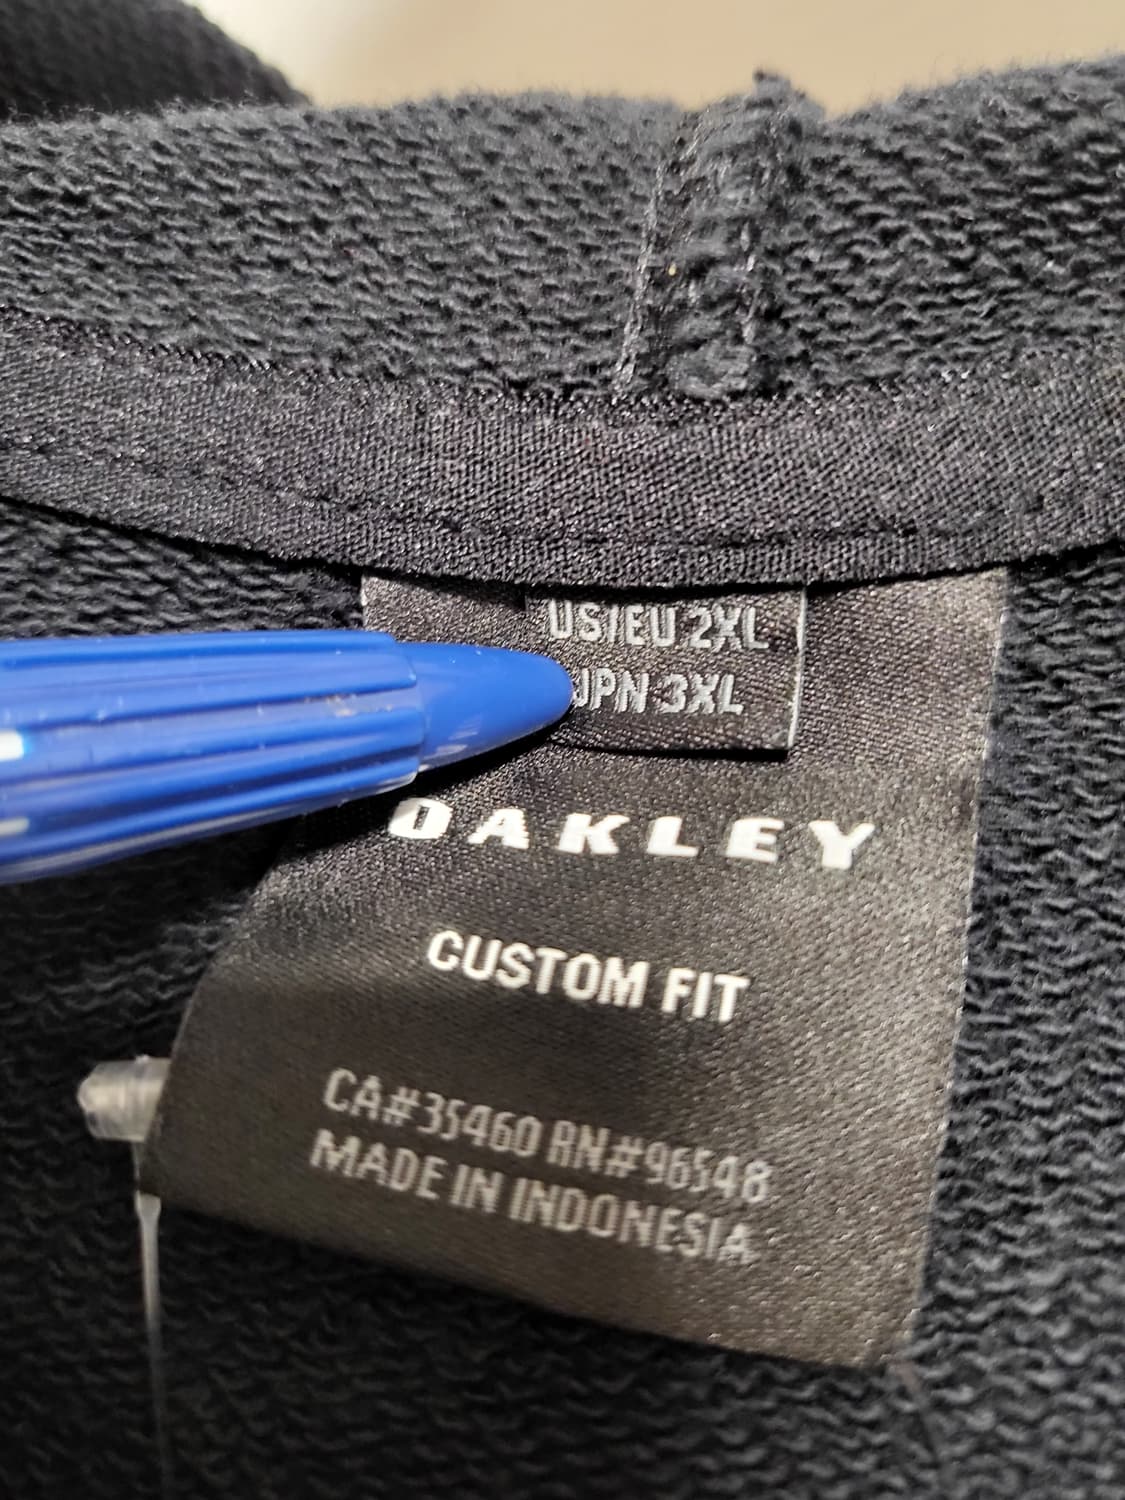 US/EU 2XL
JPN 3XL
OAKLEY
CUSTOM FIT
CA#35460 RN#96548
MADE IN INDONESIA